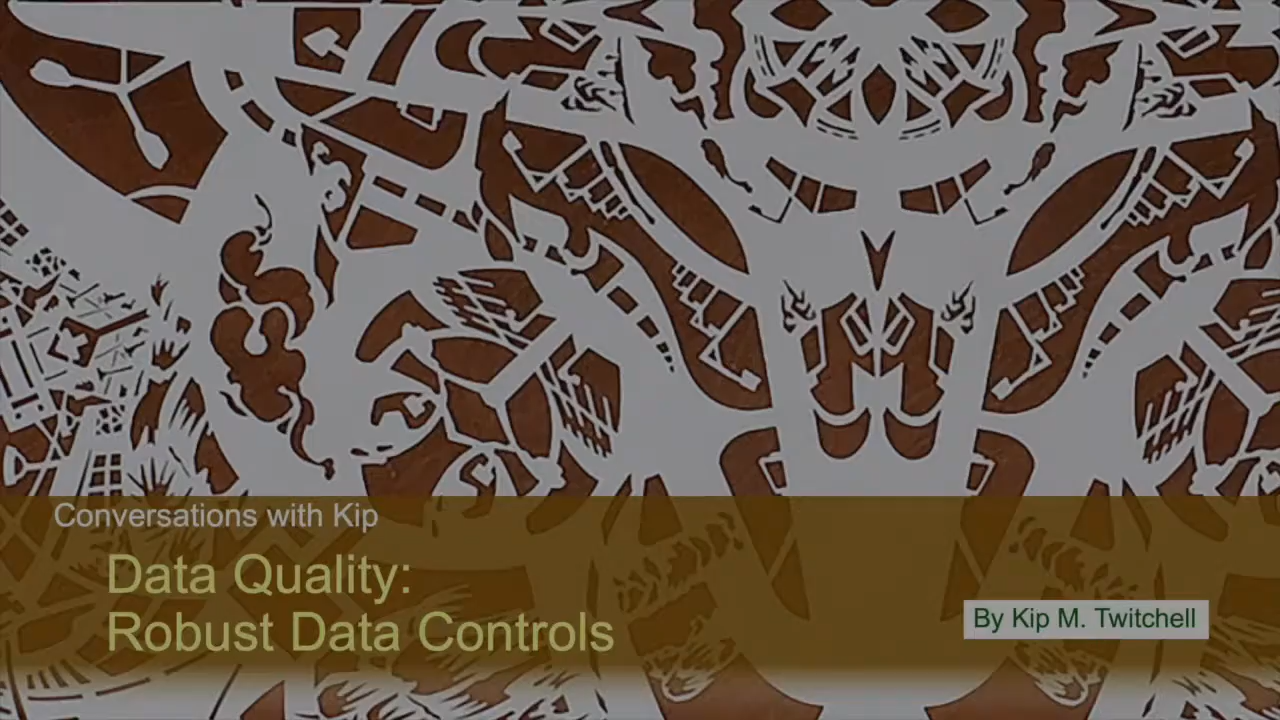 Conversations with Kip
Data Quality:
Robust Data Controls
By Kip M. Twitchell